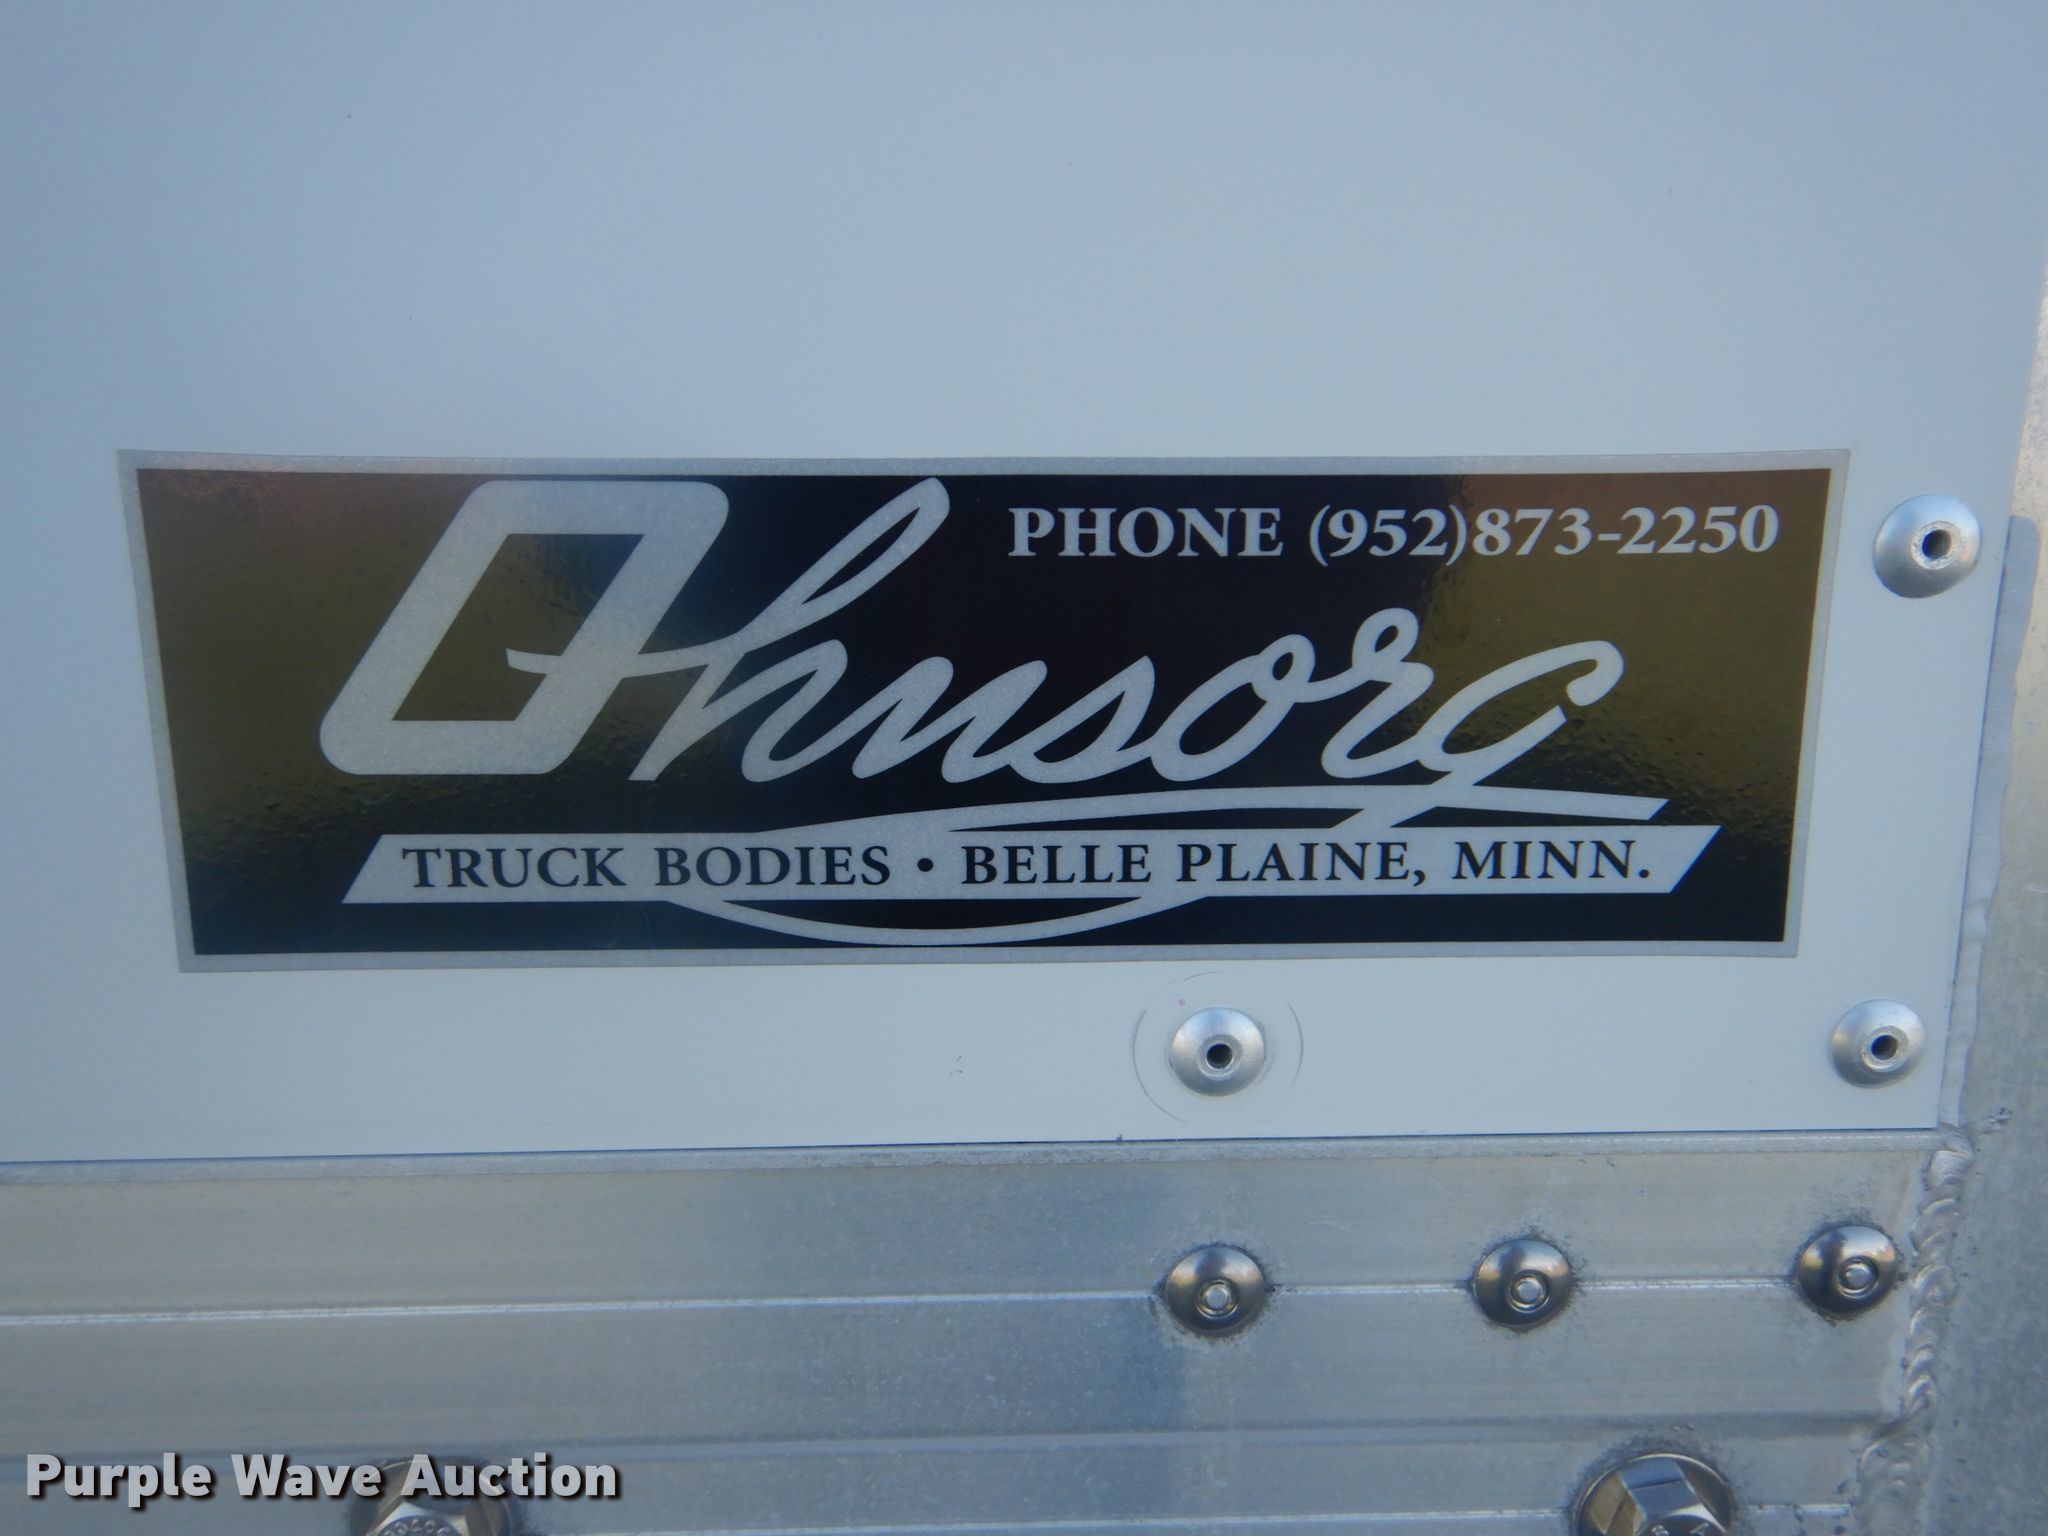 PHONE (952)873-2250
Ohnsorg
TRUCK BODIES • BELLE PLAINE, MINN.
Purple Wave Auction